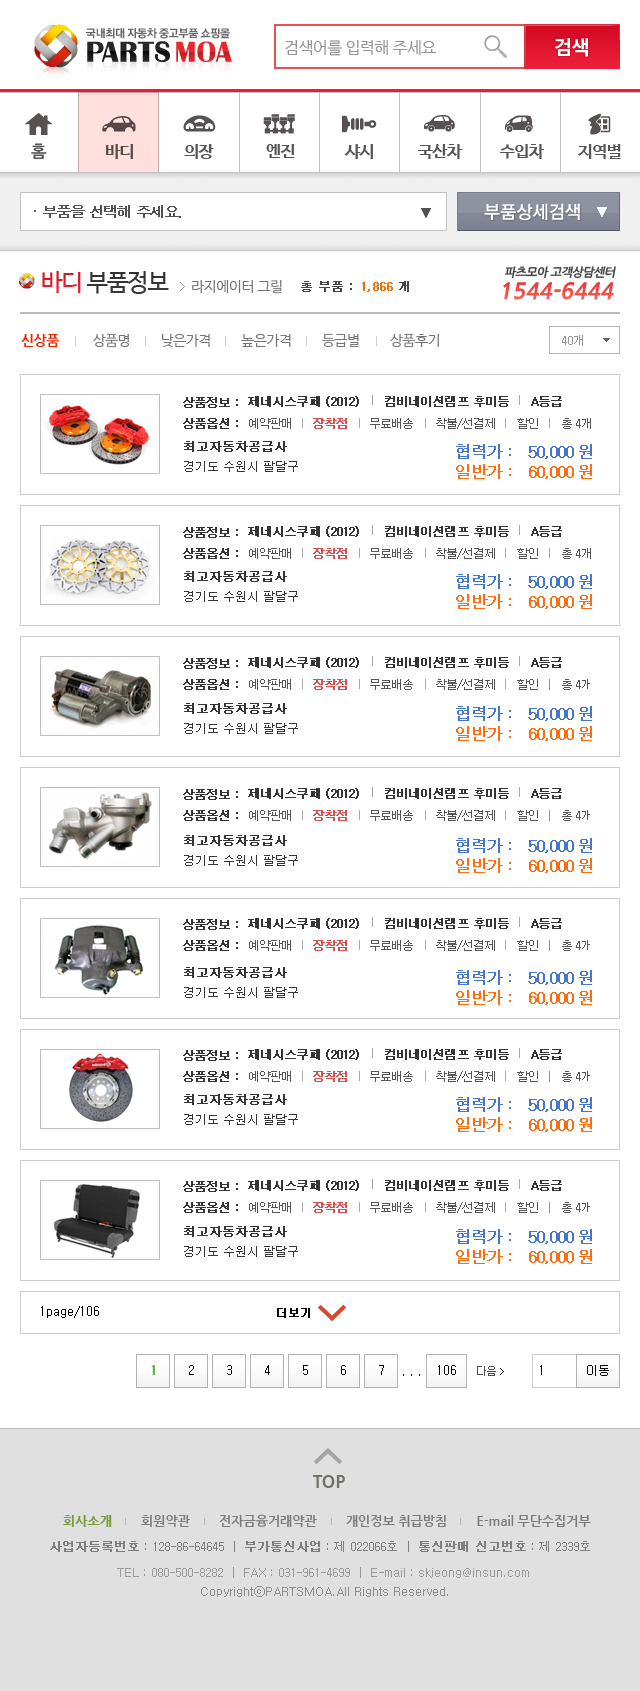 국내최대 자동차 중고부품 쇼핑몰
PARTS MOA
검색어를 입력해 주세요 검색
홈 바디 의장 엔진 샤시 국산차 수입차 지역별
· 부품을 선택해 주세요. ▼ 부품상세검색 ▼
바디 부품정보 > 라지에이터 그릴 총 부품 : 1,866 개
파츠모아 고객상담센터
1544-6444
신상품 | 상품명 | 낮은가격 | 높은가격 | 등급별 | 상품후기 40개
상품정보 : 제네시스쿠페 (2012) | 컴비네이션램프 후미등 | A등급
상품옵션 : 예약판매 | 장착점 | 무료배송 | 착불/선결제 | 할인 | 총 4개
최고자동차공급사
경기도 수원시 팔달구
협력가 : 50,000 원
일반가 : 60,000 원
상품정보 : 제네시스쿠페 (2012) | 컴비네이션램프 후미등 | A등급
상품옵션 : 예약판매 | 장착점 | 무료배송 | 착불/선결제 | 할인 | 총 4개
최고자동차공급사
경기도 수원시 팔달구
협력가 : 50,000 원
일반가 : 60,000 원
상품정보 : 제네시스쿠페 (2012) | 컴비네이션램프 후미등 | A등급
상품옵션 : 예약판매 | 장착점 | 무료배송 | 착불/선결제 | 할인 | 총 4개
최고자동차공급사
경기도 수원시 팔달구
협력가 : 50,000 원
일반가 : 60,000 원
상품정보 : 제네시스쿠페 (2012) | 컴비네이션램프 후미등 | A등급
상품옵션 : 예약판매 | 장착점 | 무료배송 | 착불/선결제 | 할인 | 총 4개
최고자동차공급사
경기도 수원시 팔달구
협력가 : 50,000 원
일반가 : 60,000 원
상품정보 : 제네시스쿠페 (2012) | 컴비네이션램프 후미등 | A등급
상품옵션 : 예약판매 | 장착점 | 무료배송 | 착불/선결제 | 할인 | 총 4개
최고자동차공급사
경기도 수원시 팔달구
협력가 : 50,000 원
일반가 : 60,000 원
상품정보 : 제네시스쿠페 (2012) | 컴비네이션램프 후미등 | A등급
상품옵션 : 예약판매 | 장착점 | 무료배송 | 착불/선결제 | 할인 | 총 4개
최고자동차공급사
경기도 수원시 팔달구
협력가 : 50,000 원
일반가 : 60,000 원
상품정보 : 제네시스쿠페 (2012) | 컴비네이션램프 후미등 | A등급
상품옵션 : 예약판매 | 장착점 | 무료배송 | 착불/선결제 | 할인 | 총 4개
최고자동차공급사
경기도 수원시 팔달구
협력가 : 50,000 원
일반가 : 60,000 원
1page/106 더보기
1 2 3 4 5 6 7 ... 106 다음 > 1 이동
TOP
회사소개 | 회원약관 | 전자금융거래약관 | 개인정보 취급방침 | E-mail 무단수집거부
사업자등록번호 : 128-86-64645 | 부가통신사업 : 제 022066호 | 통신판매 신고번호 : 제 2339호
TEL : 080-500-8282 | FAX : 031-961-4699 | E-mail : skjeong@insun.com
CopyrightⓒPARTSMOA.All Rights Reserved.